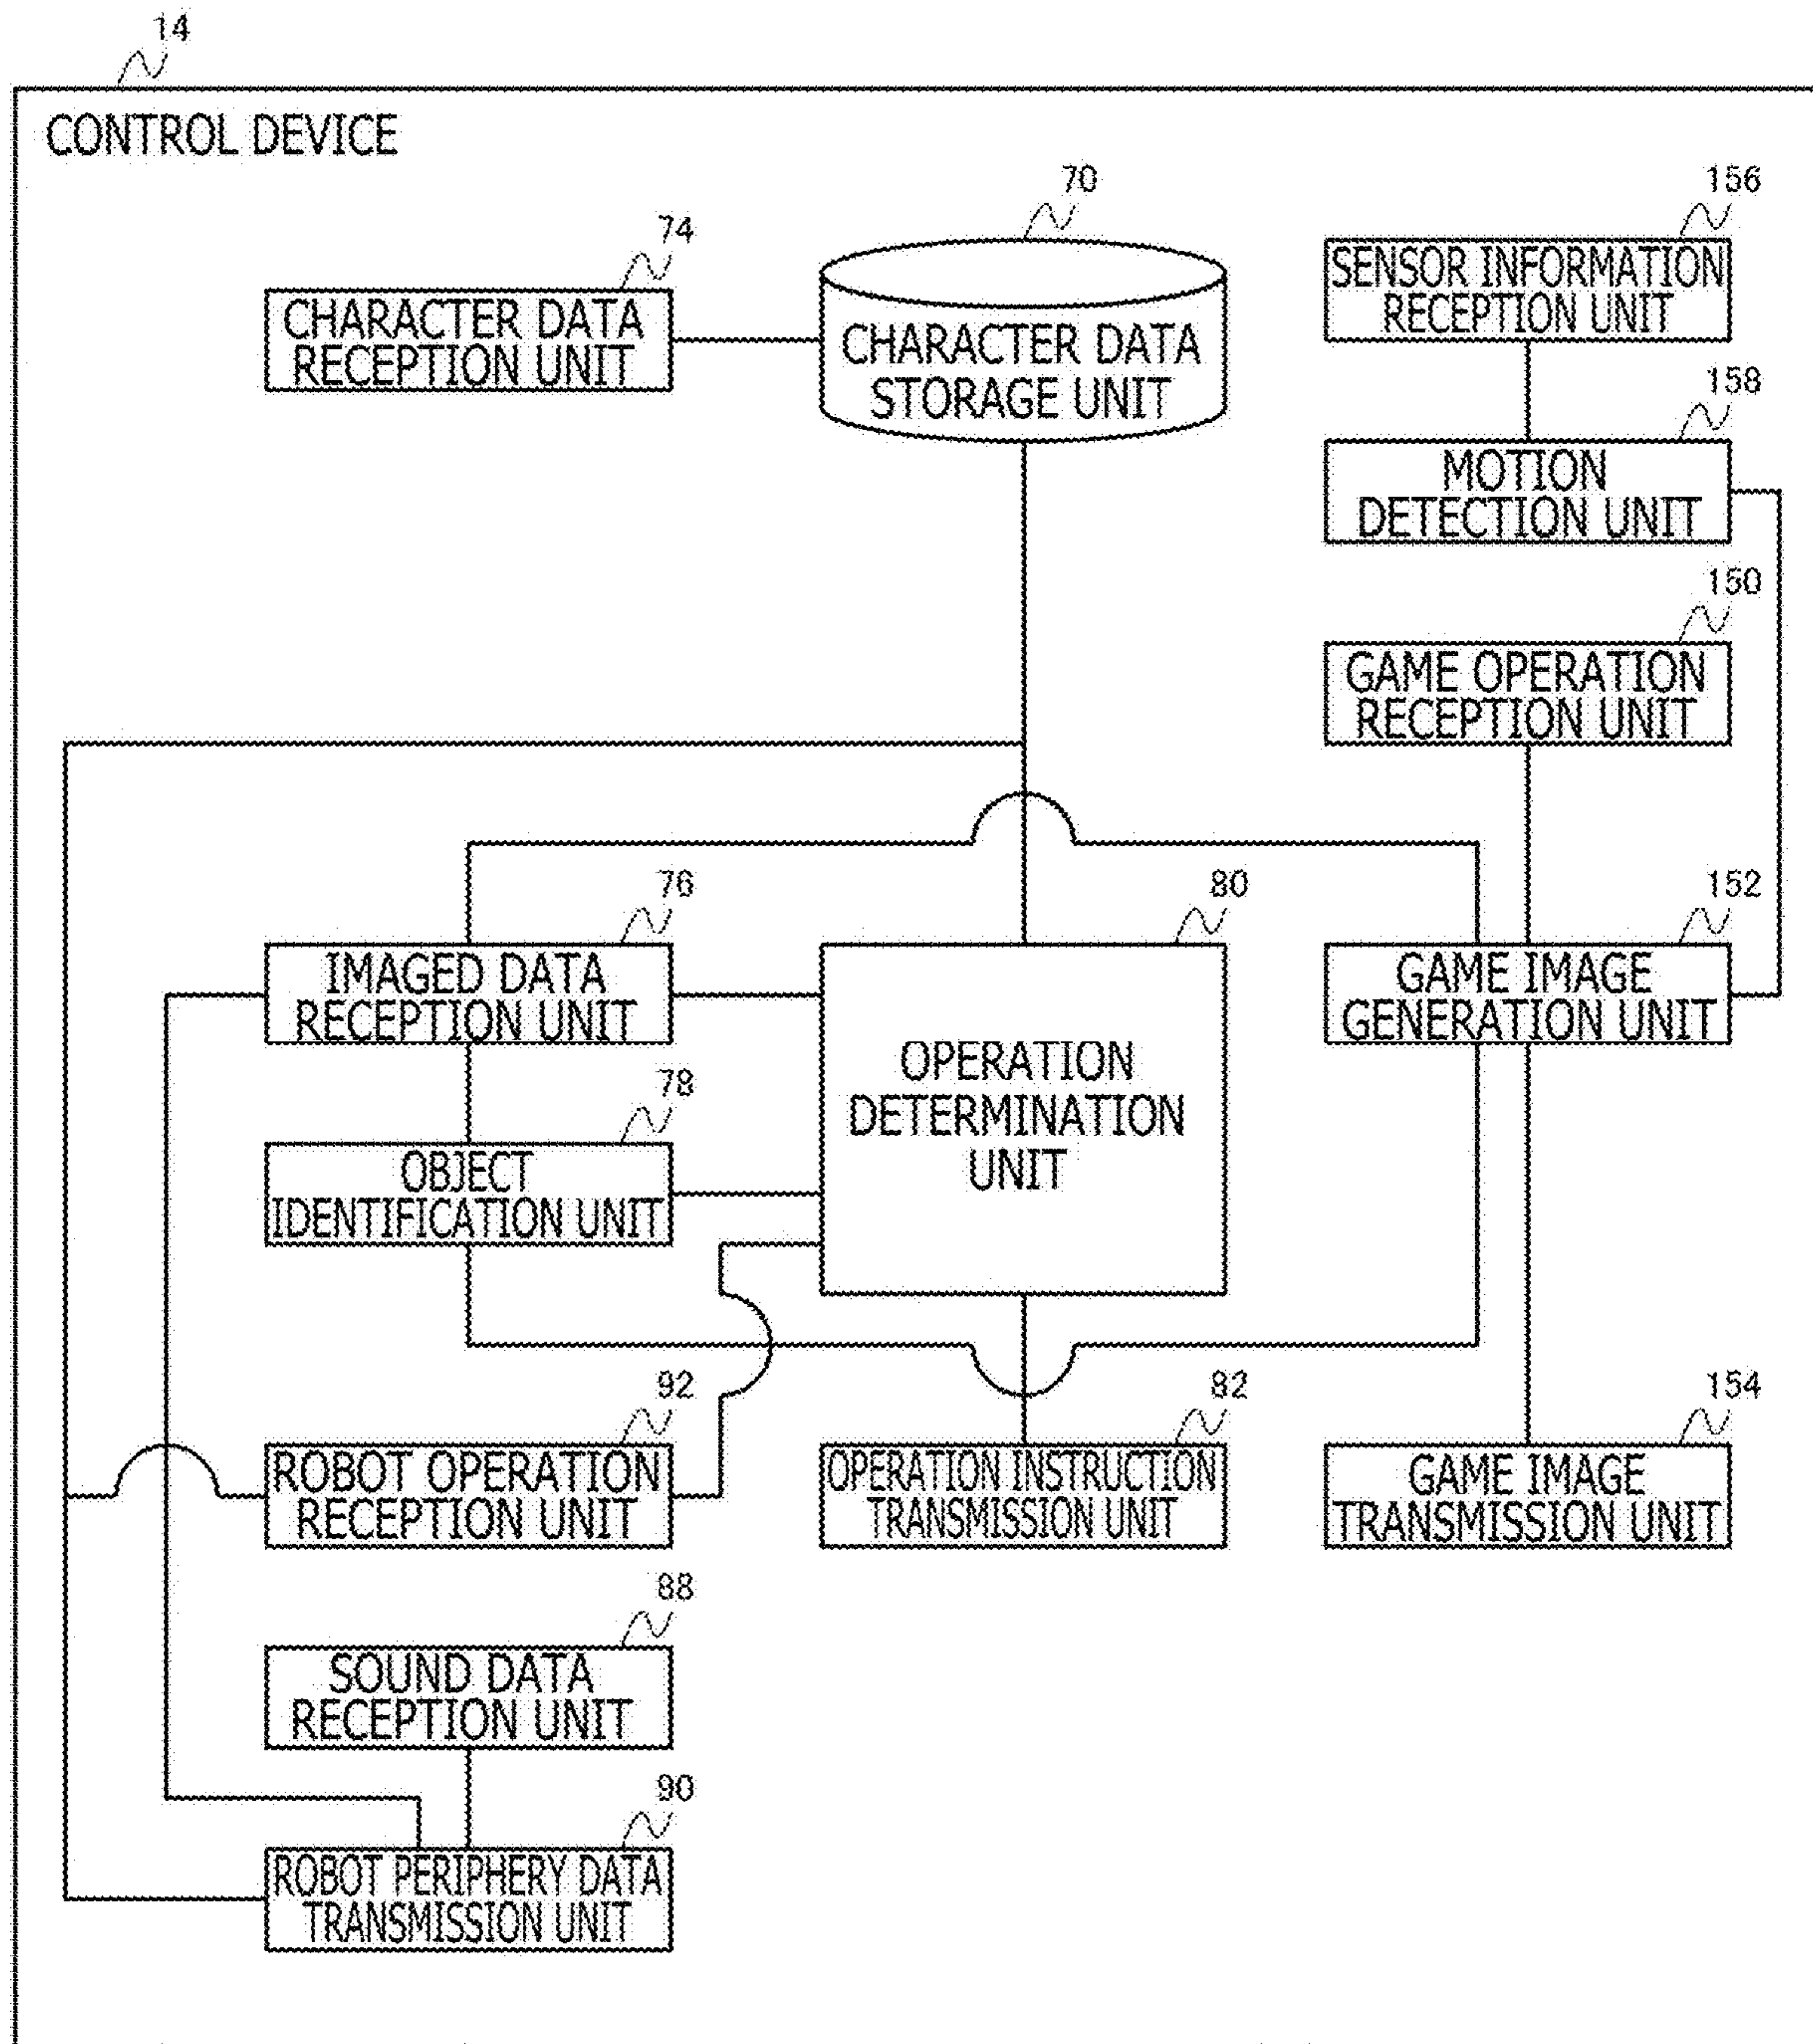 14
CONTROL DEVICE
74
CHARACTER DATA
RECEPTION UNIT
70
CHARACTER DATA
STORAGE UNIT
156
SENSOR INFORMATION
RECEPTION UNIT
158
MOTION
DETECTION UNIT
150
GAME OPERATION
RECEPTION UNIT
76
IMAGED DATA
RECEPTION UNIT
80
OPERATION
DETERMINATION
UNIT
152
GAME IMAGE
GENERATION UNIT
78
OBJECT
IDENTIFICATION UNIT
92
ROBOT OPERATION
RECEPTION UNIT
82
OPERATION INSTRUCTION
TRANSMISSION UNIT
154
GAME IMAGE
TRANSMISSION UNIT
88
SOUND DATA
RECEPTION UNIT
90
ROBOT PERIPHERY DATA
TRANSMISSION UNIT